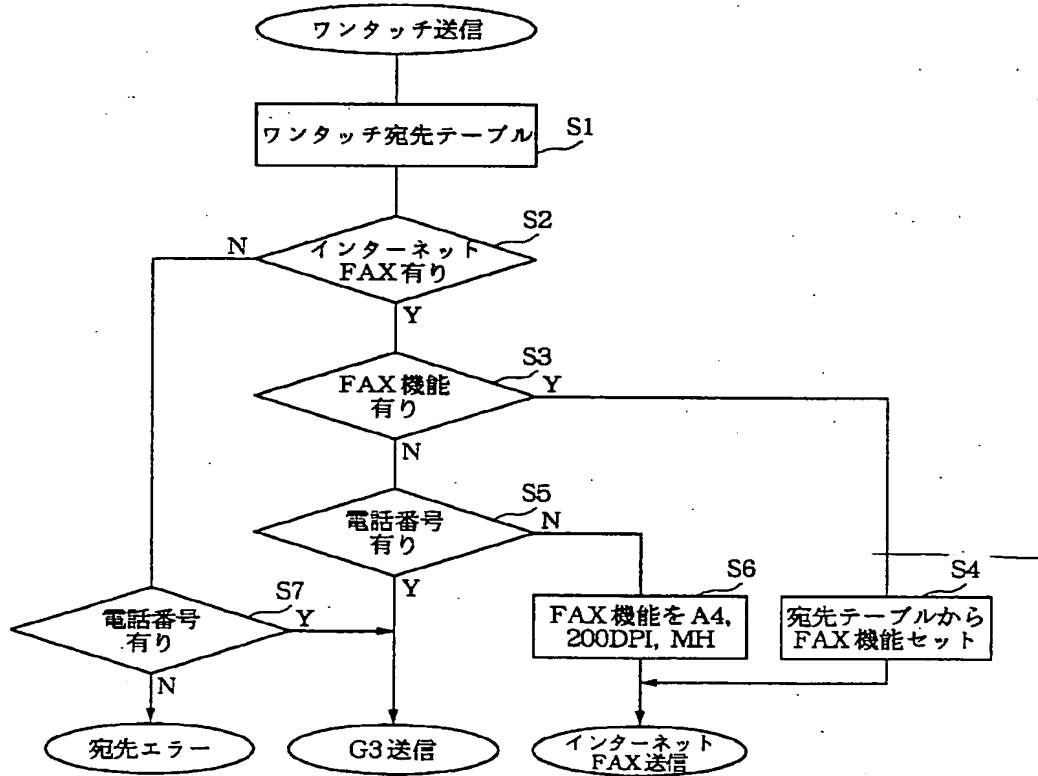 ワンタッチ送信
ワンタッチ宛先テーブル
S1
S2
N
インターネット
FAX有り
Y
S3
FAX機能
有り
Y
N
S5
電話番号
有り
N
Y
S7
電話番号
有り
Y
N
S6
FAX機能をA4,
200DPI, MH
S4
宛先テーブルから
FAX機能セット
宛先エラー
G3送信
インターネット
FAX送信